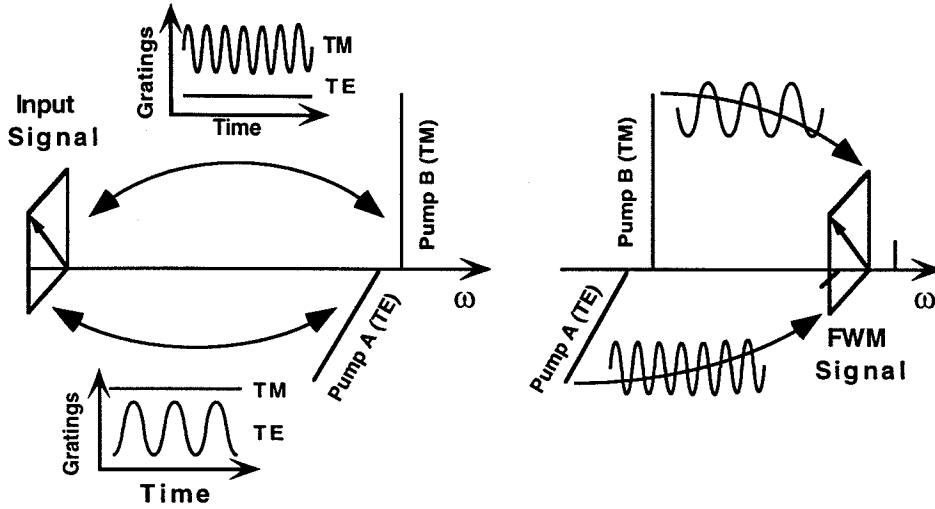 Gratings
TM
TE
Time
Input
Signal
Pump B (TM)
ω
Pump A (TE)
Gratings
TM
TE
Time
Pump B (TM)
ω
Pump A (TE)
FWM
Signal